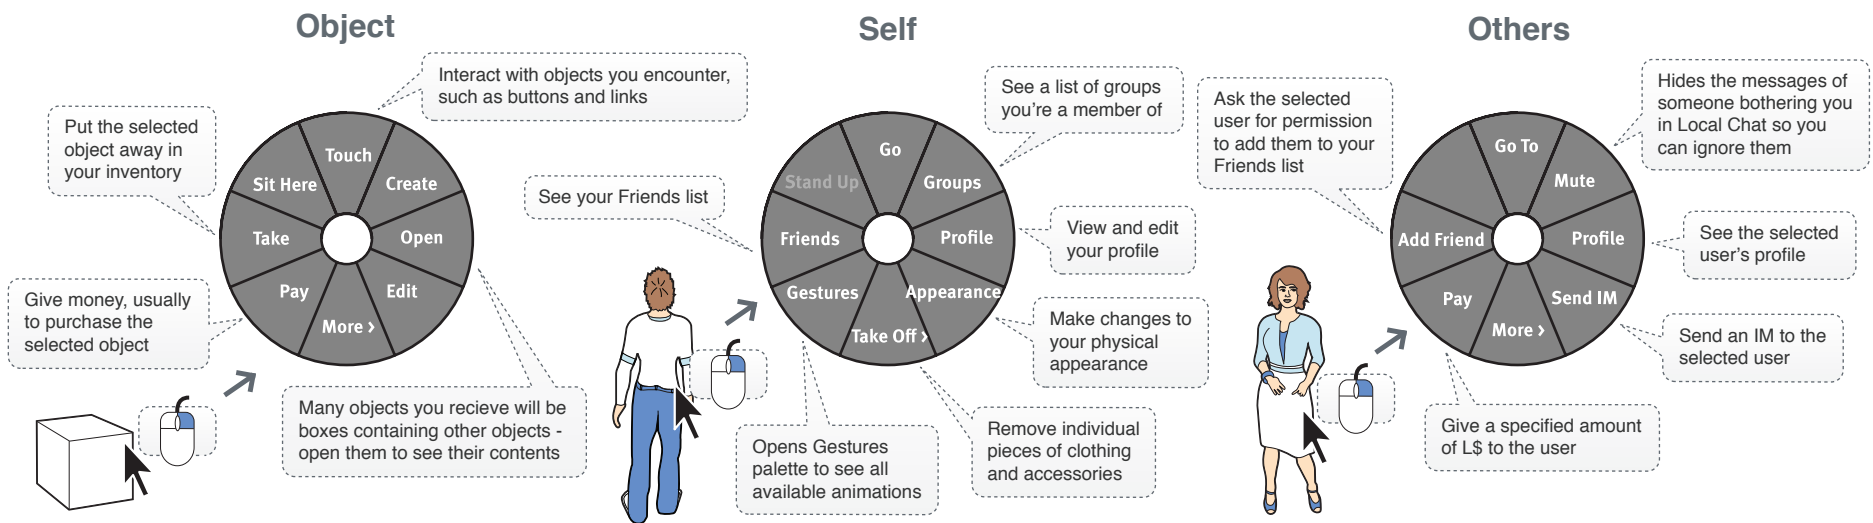 Object
Interact with objects you encounter,
such as buttons and links
Put the selected
object away in
your inventory
Touch
Sit Here
Create
Take
Open
Pay
Edit
More ›
Give money, usually
to purchase the
selected object
Many objects you recieve will be
boxes containing other objects -
open them to see their contents
Self
See a list of groups
you're a member of
See your Friends list
Go
Stand Up
Groups
Friends
Profile
Gestures
Appearance
Take Off ›
View and edit
your profile
Make changes to
your physical
appearance
Opens Gestures
palette to see all
available animations
Remove individual
pieces of clothing
and accessories
Others
Ask the selected
user for permission
to add them to your
Friends list
Hides the messages of
someone bothering you
in Local Chat so you
can ignore them
Go To
Mute
Add Friend
Profile
Pay
Send IM
More ›
See the selected
user's profile
Send an IM to the
selected user
Give a specified amount
of L$ to the user